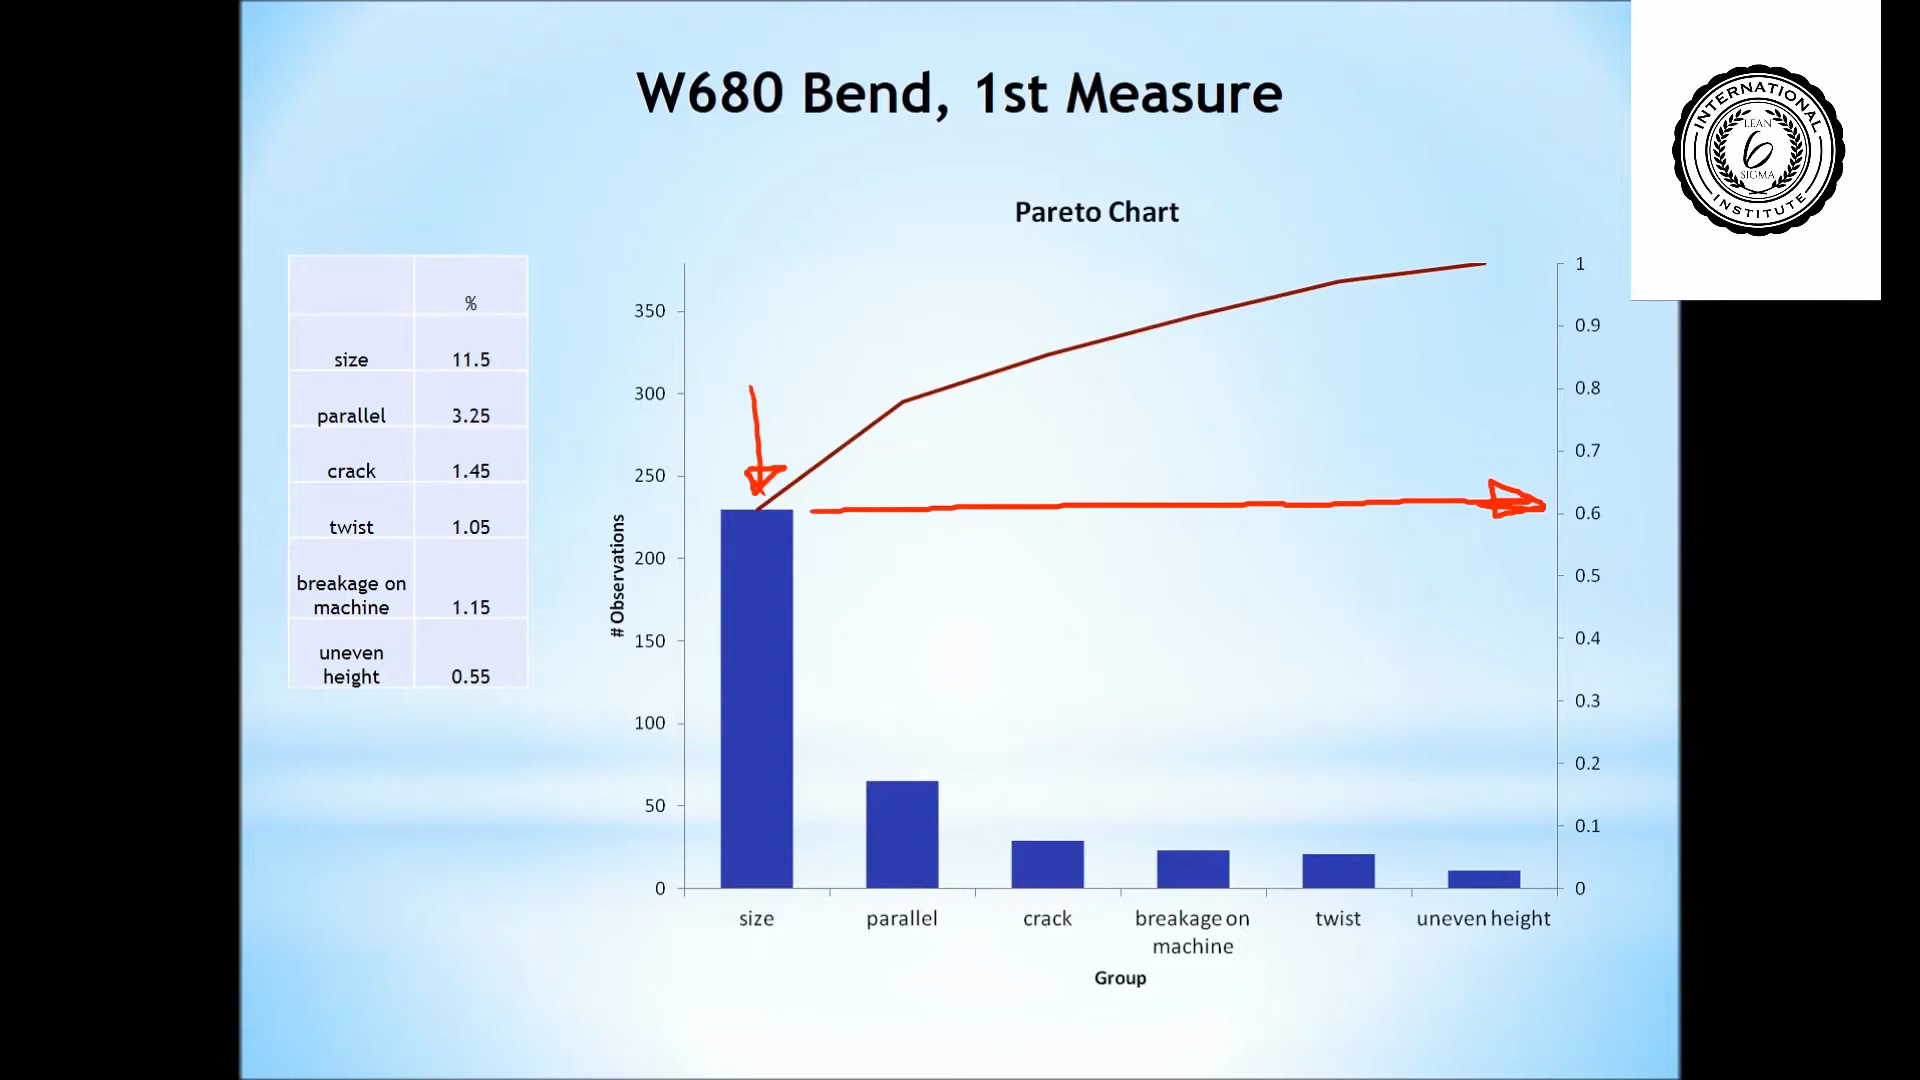 W680 Bend, 1st Measure
INTERNATIONAL
LEAN
6
SIGMA
INSTITUTE
%
size 11.5
parallel 3.25
crack 1.45
twist 1.05
breakage on
machine 1.15
uneven
height 0.55
Pareto Chart
# Observations
350
300
250
200
150
100
50
0
1
0.9
0.8
0.7
0.6
0.5
0.4
0.3
0.2
0.1
0
size parallel crack breakage on twist uneven height
machine
Group